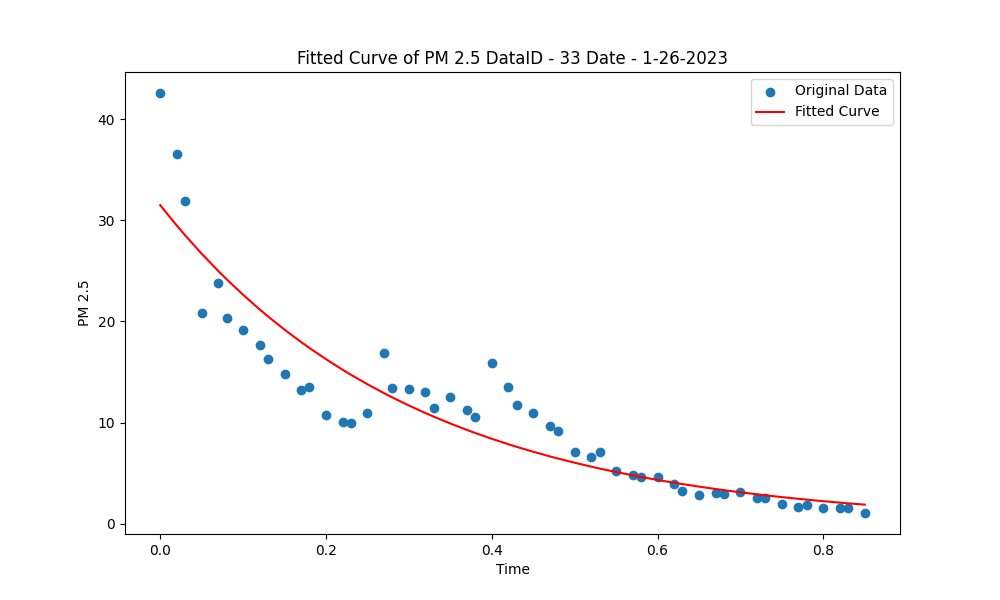 Fitted Curve of PM 2.5 DataID - 33 Date - 1-26-2023
Original Data
Fitted Curve
40
30
20
10
0
PM 2.5
0.0 0.2 0.4 0.6 0.8
Time